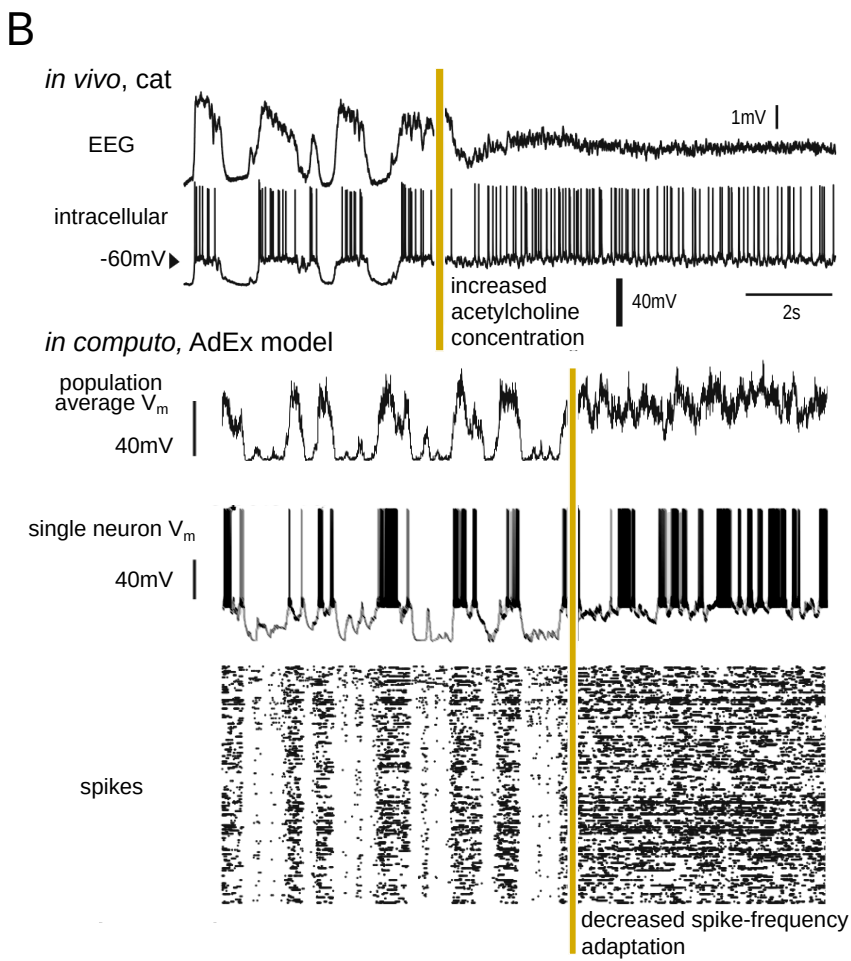 B
in vivo, cat
EEG
1mV
intracellular
-60mV
increased
acetylcholine
concentration
40mV
2s
in computo, AdEx model
population
average Vm
40mV
single neuron Vm
40mV
spikes
decreased spike-frequency
adaptation